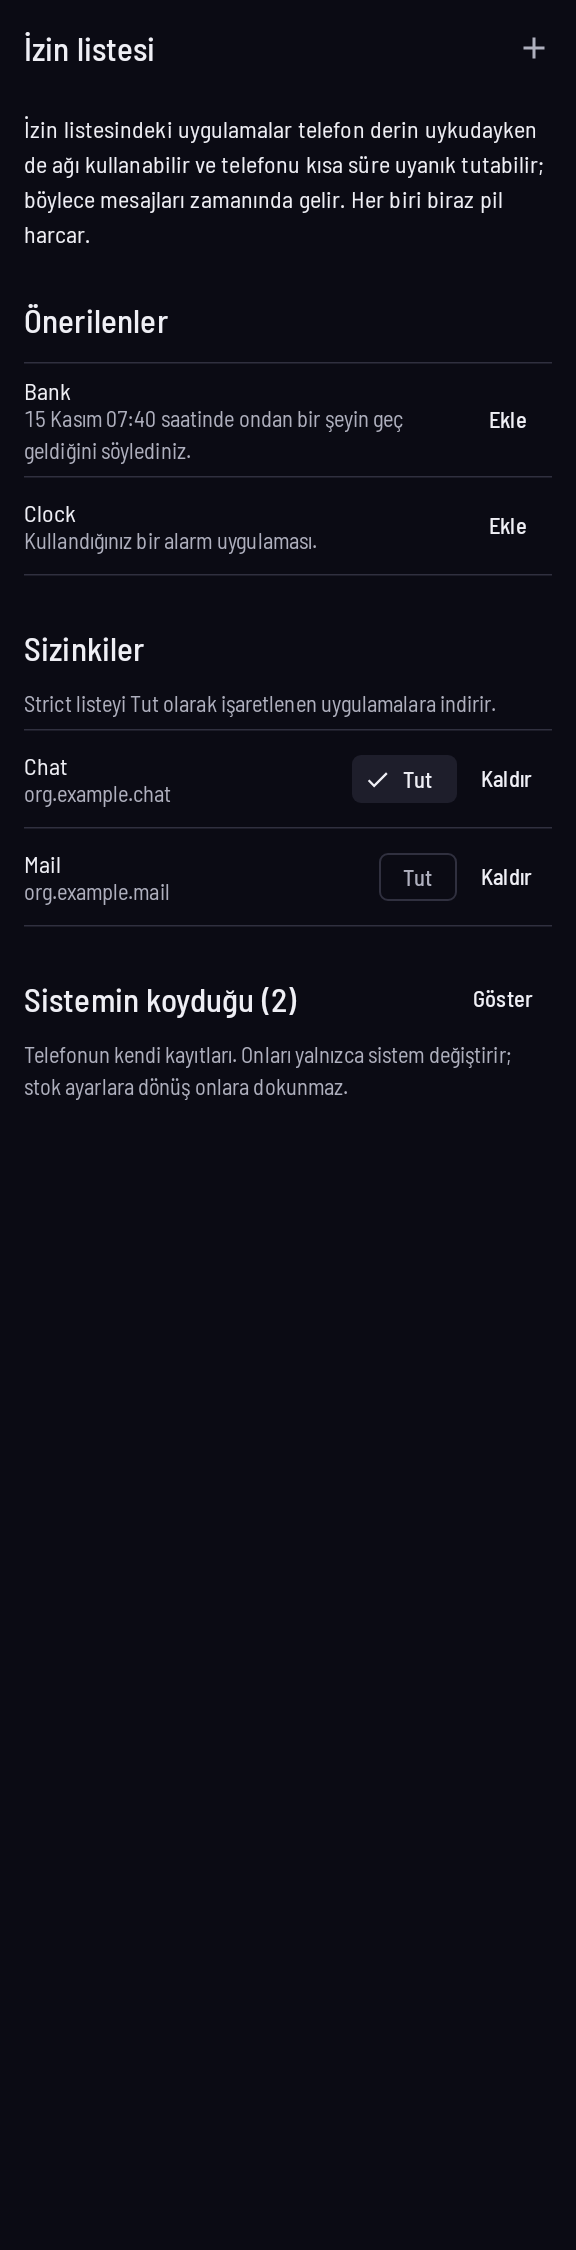 İzin listesi
İzin listesindeki uygulamalar telefon derin uykudayken
de ağı kullanabilir ve telefonu kısa süre uyanık tutabilir;
böylece mesajları zamanında gelir. Her biri biraz pil
harcar.
Önerilenler
Bank
15 Kasım 07:40 saatinde ondan bir şeyin geç
geldiğini söylediniz.
Ekle
Clock
Kullandığınız bir alarm uygulaması.
Ekle
Sizinkiler
Strict listeyi Tut olarak işaretlenen uygulamalara indirir.
Chat
org.example.chat
Tut
Kaldır
Mail
org.example.mail
Tut
Kaldır
Sistemin koyduğu (2)
Göster
Telefonun kendi kayıtları. Onları yalnızca sistem değiştirir;
stok ayarlara dönüş onlara dokunmaz.